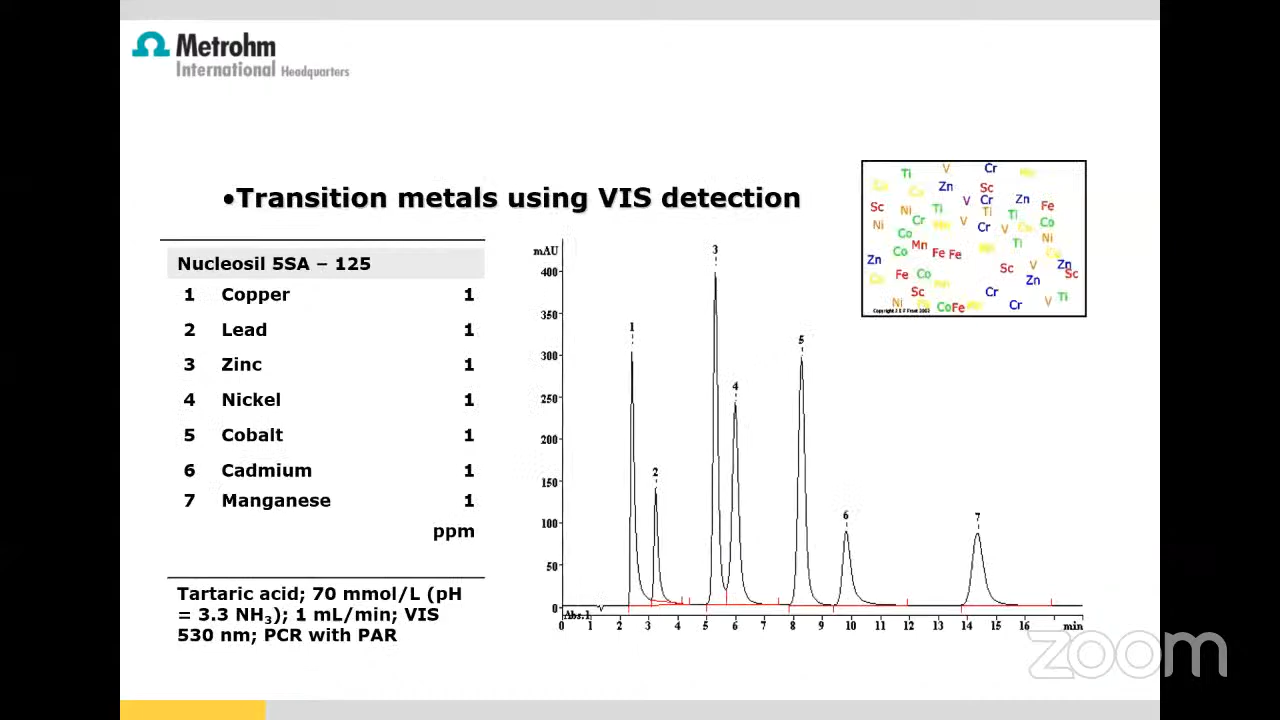 Metrohm
International Headquarters
•Transition metals using VIS detection
Nucleosil 5SA – 125
1 Copper 1
2 Lead 1
3 Zinc 1
4 Nickel 1
5 Cobalt 1
6 Cadmium 1
7 Manganese 1
ppm
Tartaric acid; 70 mmol/L (pH
= 3.3 NH3); 1 mL/min; VIS
530 nm; PCR with PAR
mAU
400
350
300
250
200
150
100
50
0
Abs.1
1
2
3
4
5
6
7
0 1 2 3 4 5 6 7 8 9 10 11 12 13 14 15 16 min
Ti V Cr
Zn Sc
Sc Ni Ti V Cr Ti Zn Ti Fe
Ni Co Cr V Cr V Co
Co Mn Fe Fe Ti Ni
Zn Fe Co Sc V Zn Zn Sc
Sc Cr
Ni Co Fe Cr V Ti
zoom